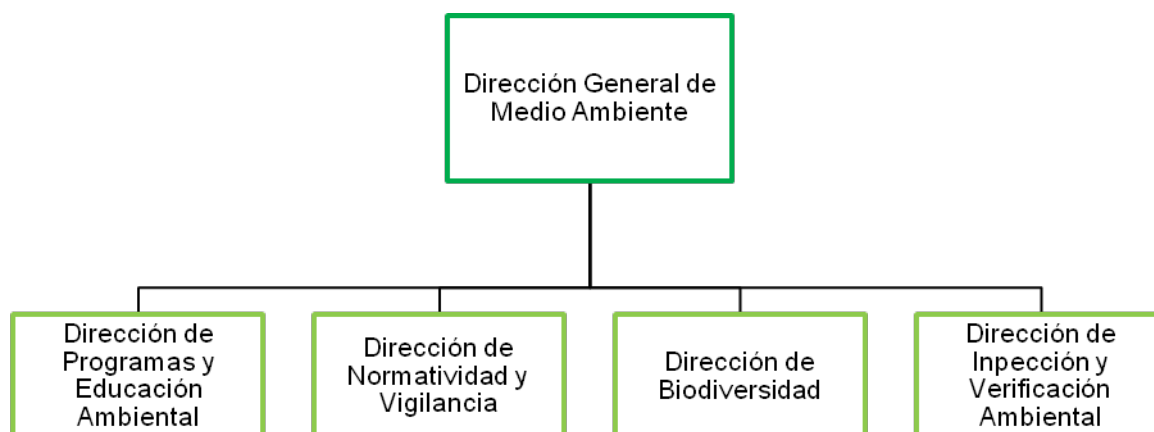 Dirección General de
Medio Ambiente
Dirección de
Programas y
Educación
Ambiental
Dirección de
Normatividad y
Vigilancia
Dirección de
Biodiversidad
Dirección de
Inpección y
Verificación
Ambiental